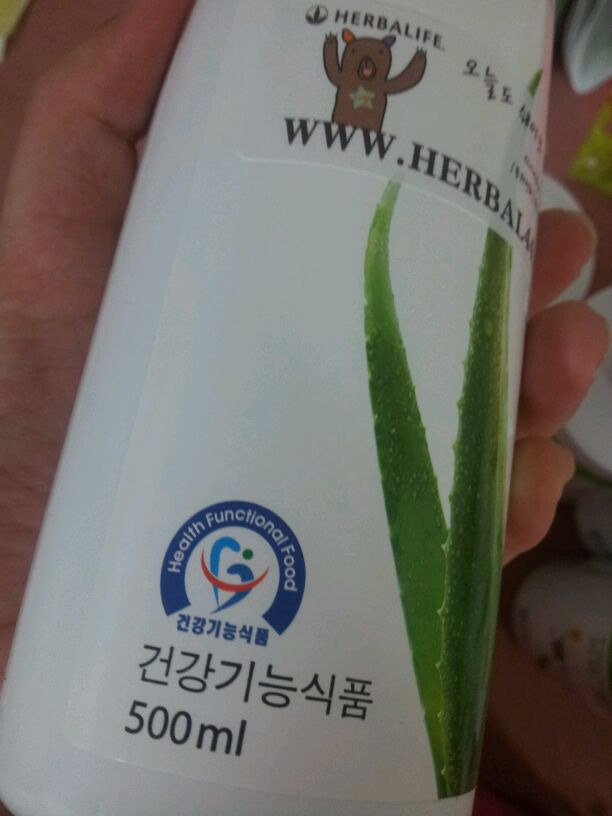 HERBALIFE.
오늘도
WWW.HERBALA
Health Functional Food
건강기능식품
건강기능식품
500ml